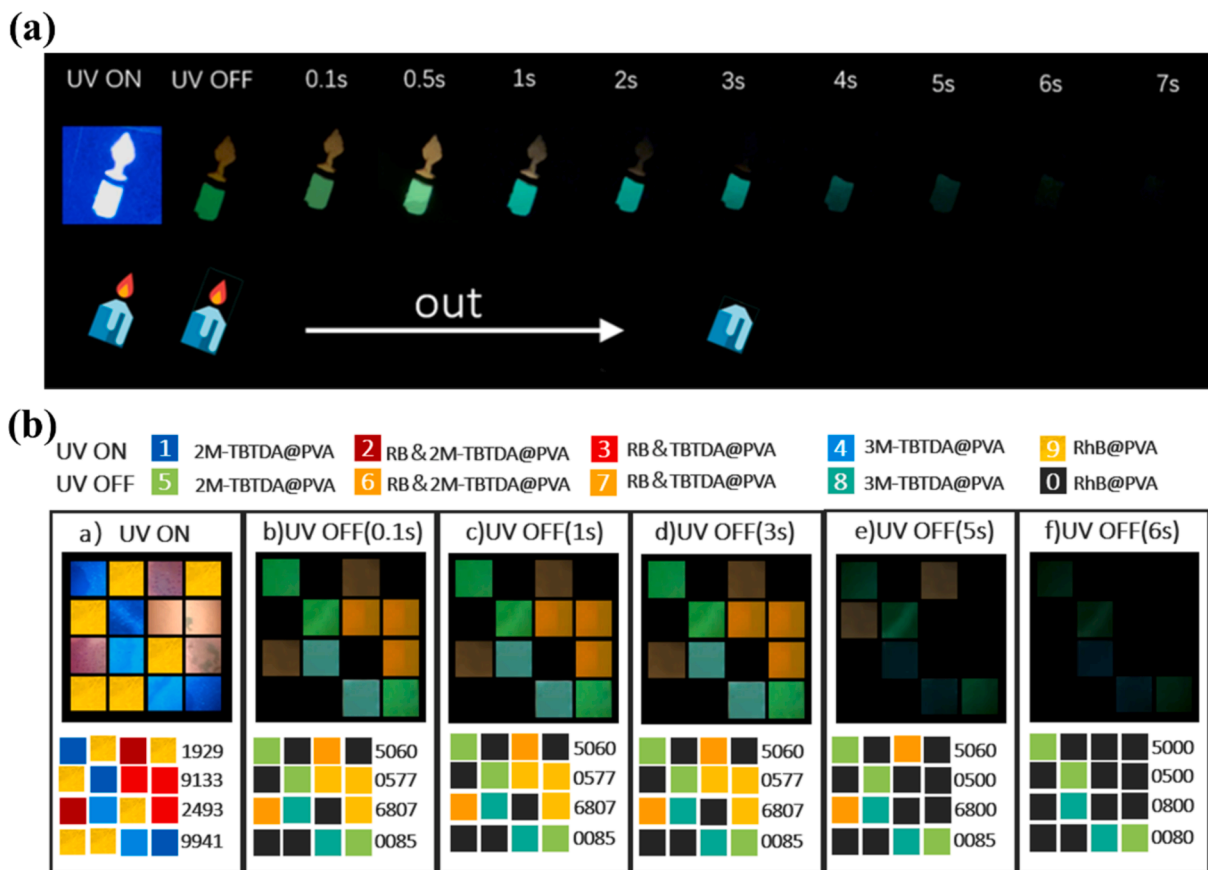 (a)
UV ON UV OFF 0.1s 0.5s 1s 2s 3s 4s 5s 6s 7s
out
(b)
UV ON 1 2M-TBTDA@PVA 2 RB&2M-TBTDA@PVA 3 RB&TBTDA@PVA 4 3M-TBTDA@PVA 9 RhB@PVA
UV OFF 5 2M-TBTDA@PVA 6 RB&2M-TBTDA@PVA 7 RB&TBTDA@PVA 8 3M-TBTDA@PVA 0 RhB@PVA
a) UV ON b)UV OFF(0.1s) c)UV OFF(1s) d)UV OFF(3s) e)UV OFF(5s) f)UV OFF(6s)
1929 5060 5060 5060 5060 5000
9133 0577 0577 0577 0500 0500
2493 6807 6807 6807 6800 0800
9941 0085 0085 0085 0085 0080